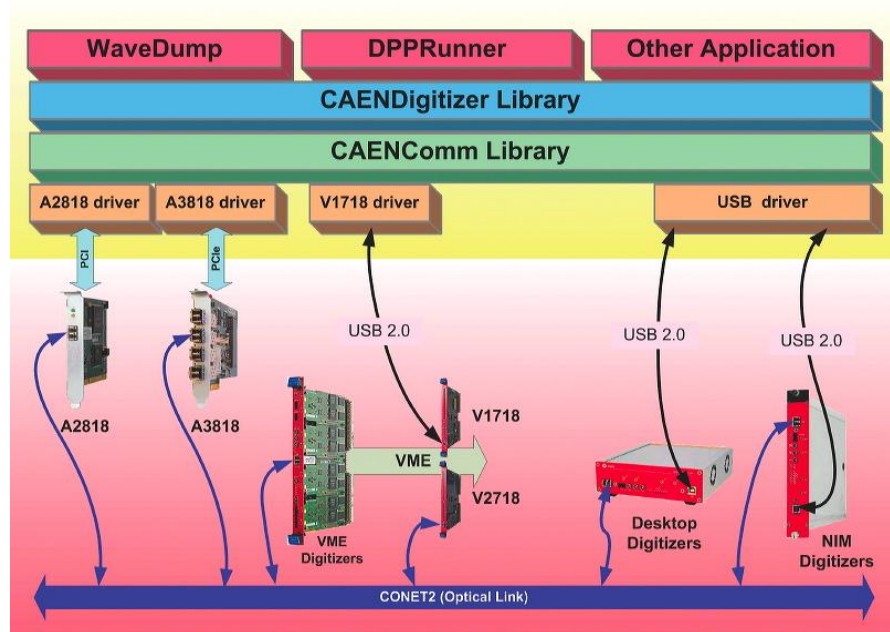 WaveDump
DPPRunner
Other Application
CAENDigitizer Library
CAENComm Library
A2818 driver
A3818 driver
V1718 driver
USB driver
PCI
PCIe
USB 2.0
USB 2.0
USB 2.0
A2818
A3818
V1718
VME
V2718
VME
Digitizers
Desktop
Digitizers
NIM
Digitizers
CONET2 (Optical Link)